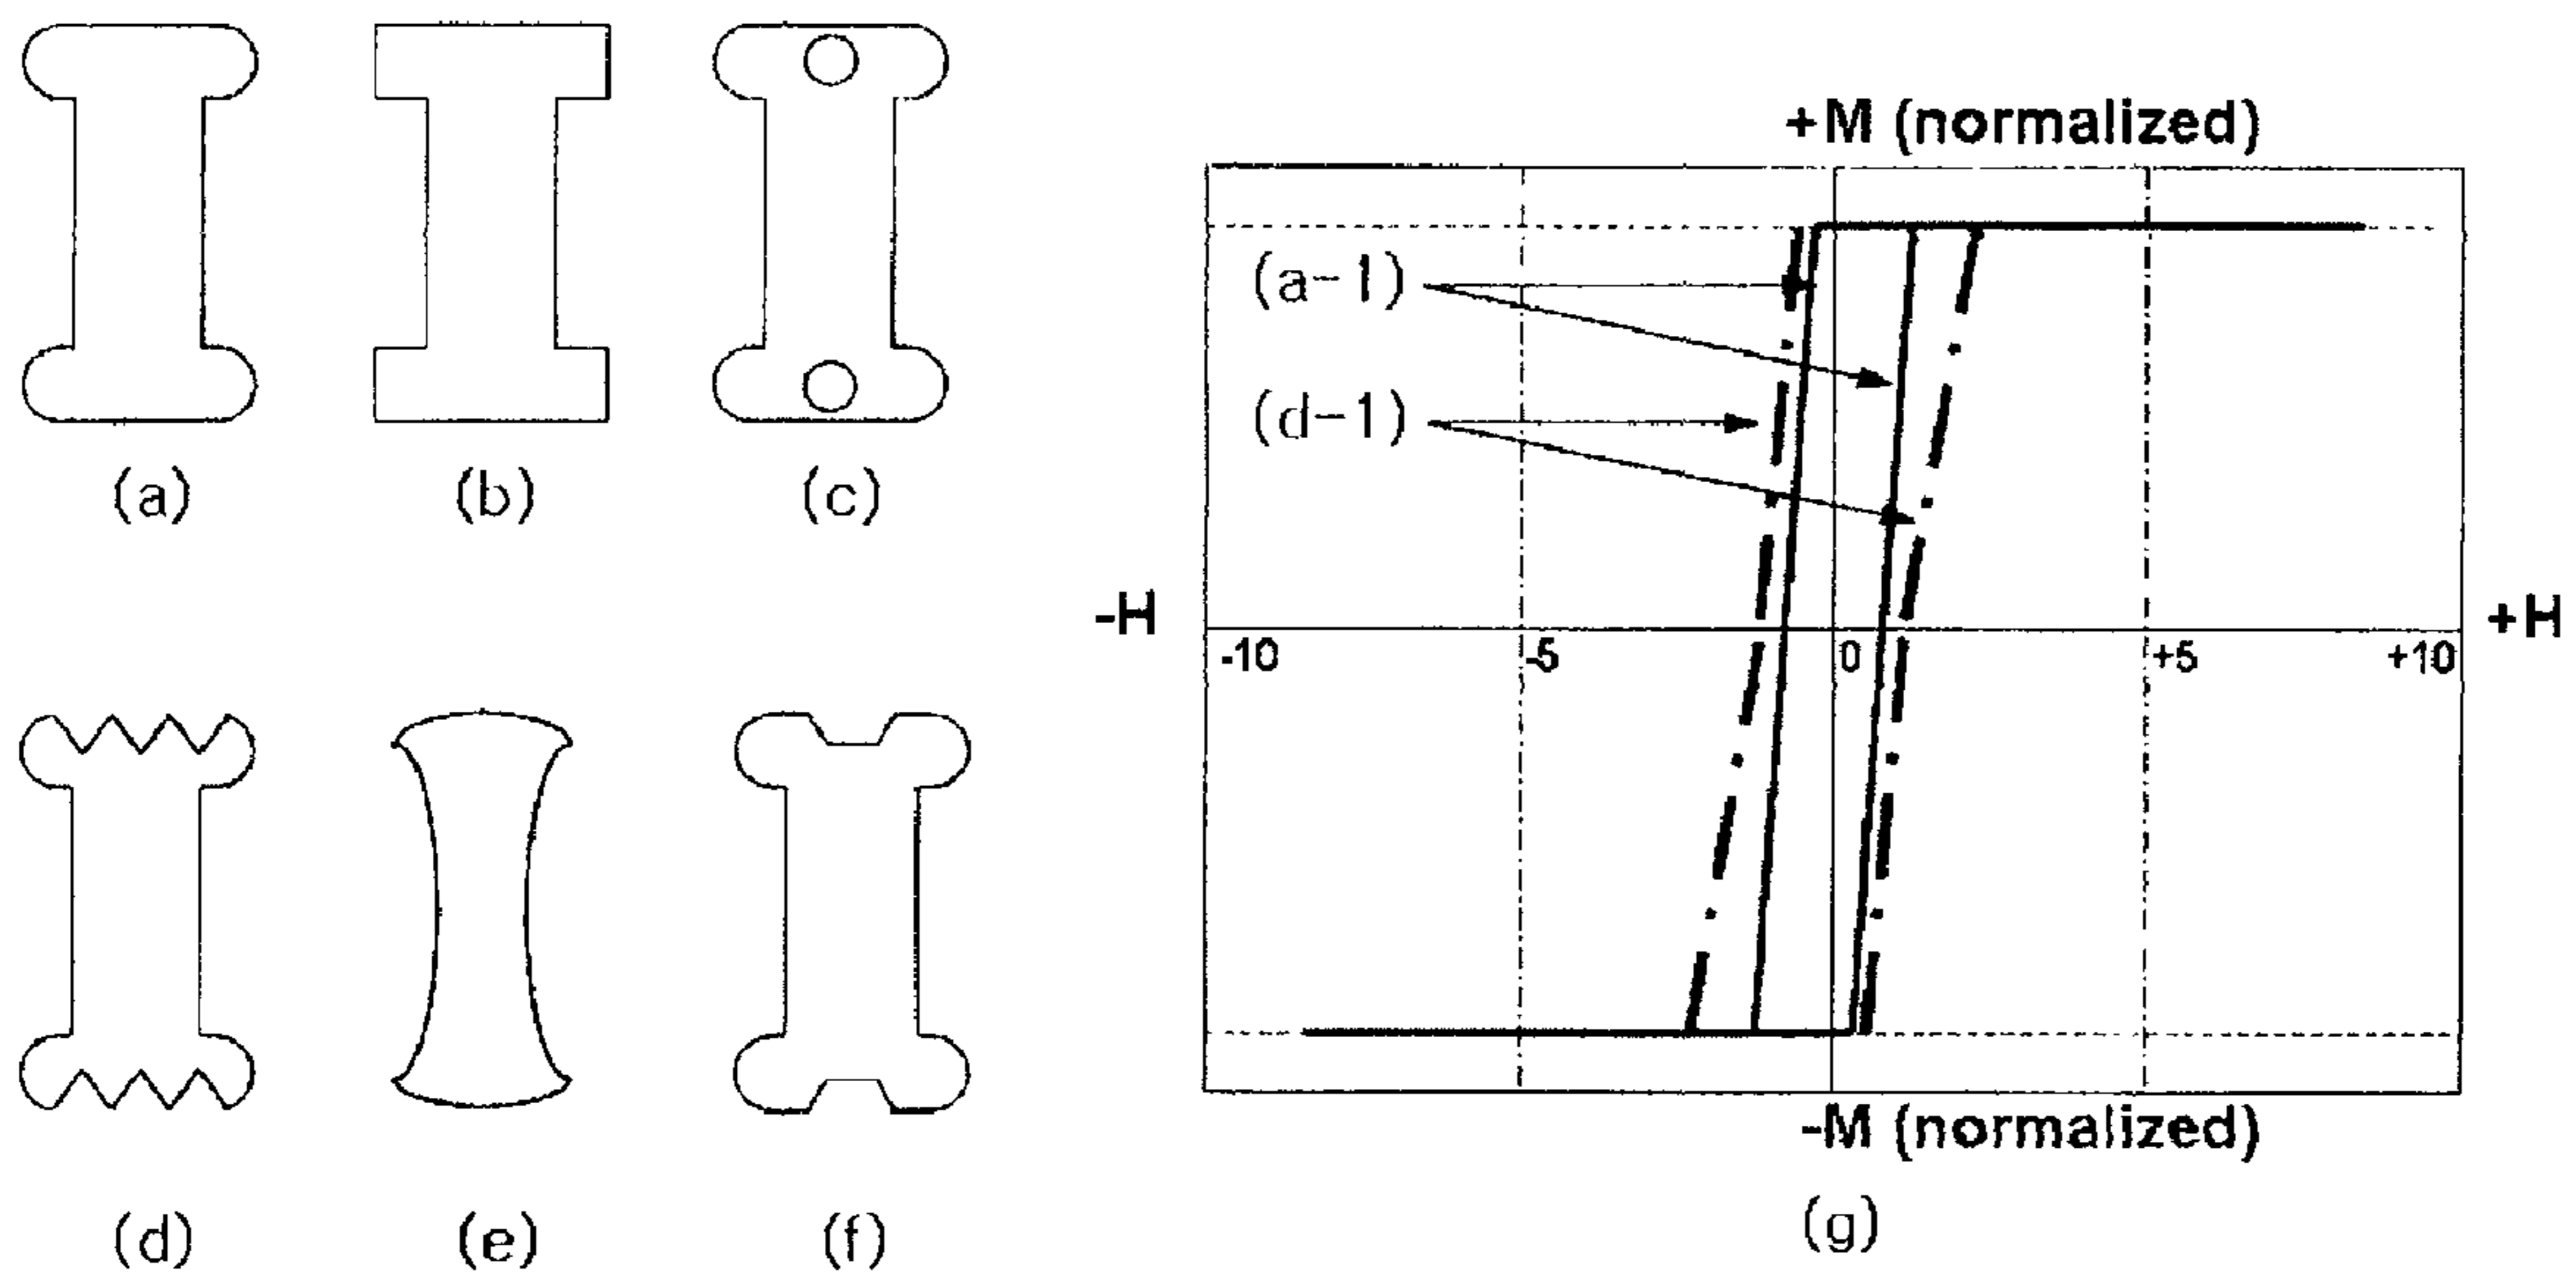 (a)
(b)
(c)
(d)
(e)
(f)
+M (normalized)
(a-1)
(d-1)
-H
+H
-10
-5
0
+5
+10
-M (normalized)
(g)